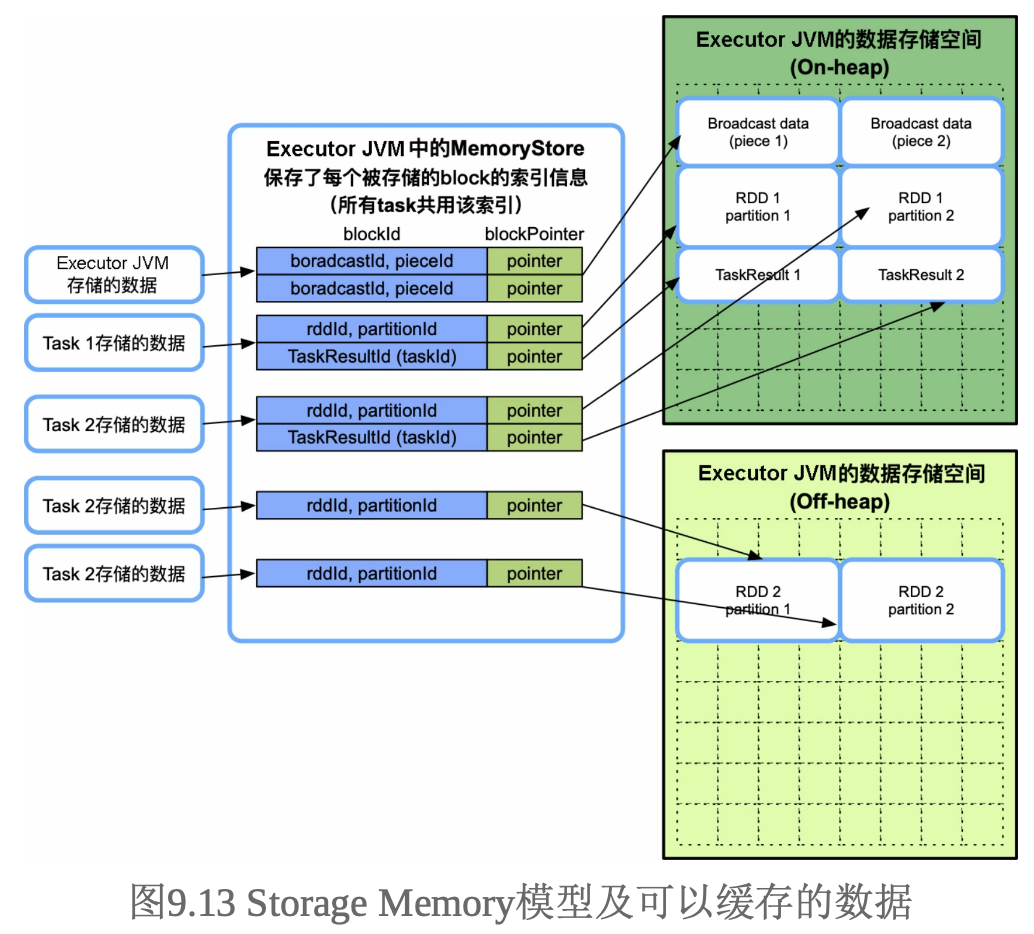 Executor JVM的数据存储空间
(On-heap)
Broadcast data
(piece 1)
Broadcast data
(piece 2)
RDD 1
partition 1
RDD 1
partition 2
TaskResult 1
TaskResult 2
Executor JVM中的MemoryStore
保存了每个被存储的block的索引信息
（所有task共用该索引）
blockId
blockPointer
Executor JVM
存储的数据
boradcastId, pieceId
pointer
boradcastId, pieceId
pointer
Task 1存储的数据
rddId, partitionId
pointer
TaskResultId (taskId)
pointer
Task 2存储的数据
rddId, partitionId
pointer
TaskResultId (taskId)
pointer
Task 2存储的数据
rddId, partitionId
pointer
Task 2存储的数据
rddId, partitionId
pointer
Executor JVM的数据存储空间
(Off-heap)
RDD 2
partition 1
RDD 2
partition 2
图9.13 Storage Memory模型及可以缓存的数据